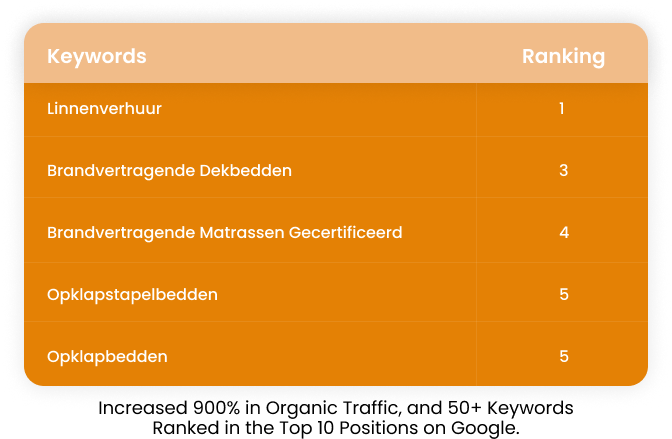 Keywords Ranking
Linnenverhuur 1
Brandvertragende Dekbedden 3
Brandvertragende Matrassen Gecertificeerd 4
Opklapstapelbedden 5
Opklapbedden 5
Increased 900% in Organic Traffic, and 50+ Keywords
Ranked in the Top 10 Positions on Google.